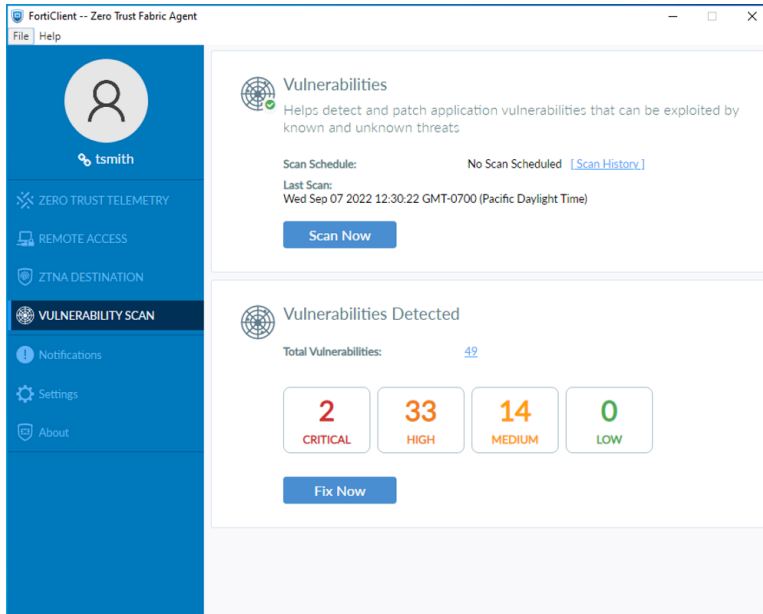 FortiClient -- Zero Trust Fabric Agent
File Help
tsmith
ZERO TRUST TELEMETRY
REMOTE ACCESS
ZTNA DESTINATION
VULNERABILITY SCAN
Notifications
Settings
About
Vulnerabilities
Helps detect and patch application vulnerabilities that can be exploited by
known and unknown threats
Scan Schedule: No Scan Scheduled [ Scan History ]
Last Scan:
Wed Sep 07 2022 12:30:22 GMT-0700 (Pacific Daylight Time)
Scan Now
Vulnerabilities Detected
Total Vulnerabilities: 49
2 33 14 0
CRITICAL HIGH MEDIUM LOW
Fix Now